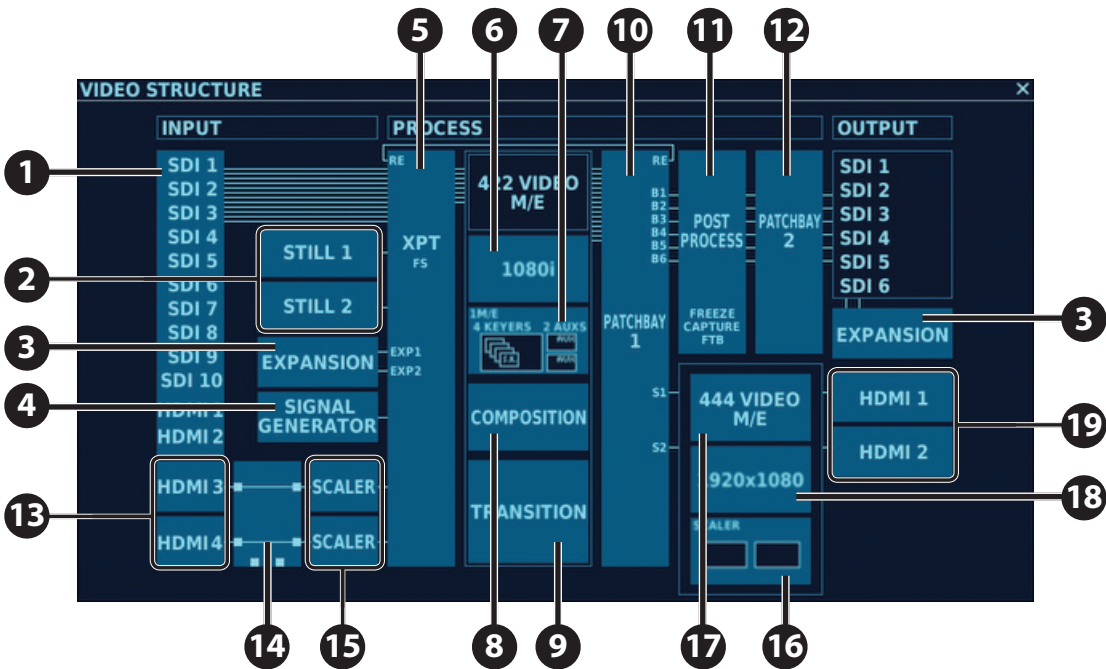 5
6
7
10
11
12
VIDEO STRUCTURE ×
INPUT
PROCESS
OUTPUT
1
SDI 1
SDI 2
SDI 3
SDI 4
SDI 5
SDI 6
SDI 7
SDI 8
SDI 9
SDI 10
HDMI 1
HDMI 2
2
STILL 1
STILL 2
3
EXPANSION
4
SIGNAL
GENERATOR
13
HDMI 3
HDMI 4
SCALER
SCALER
RE
XPT
FS
EXP1
EXP2
422 VIDEO
M/E
1080i
1M/E
4 KEYERS
2 AUXS
COMPOSITION
TRANSITION
RE
B1
B2
B3
B4
B5
B6
PATCHBAY
1
S1
S2
POST
PROCESS
FREEZE
CAPTURE
FTB
PATCHBAY
2
444 VIDEO
M/E
1920x1080
SCALER
SDI 1
SDI 2
SDI 3
SDI 4
SDI 5
SDI 6
EXPANSION
3
HDMI 1
HDMI 2
19
18
14
15
8
9
17
16